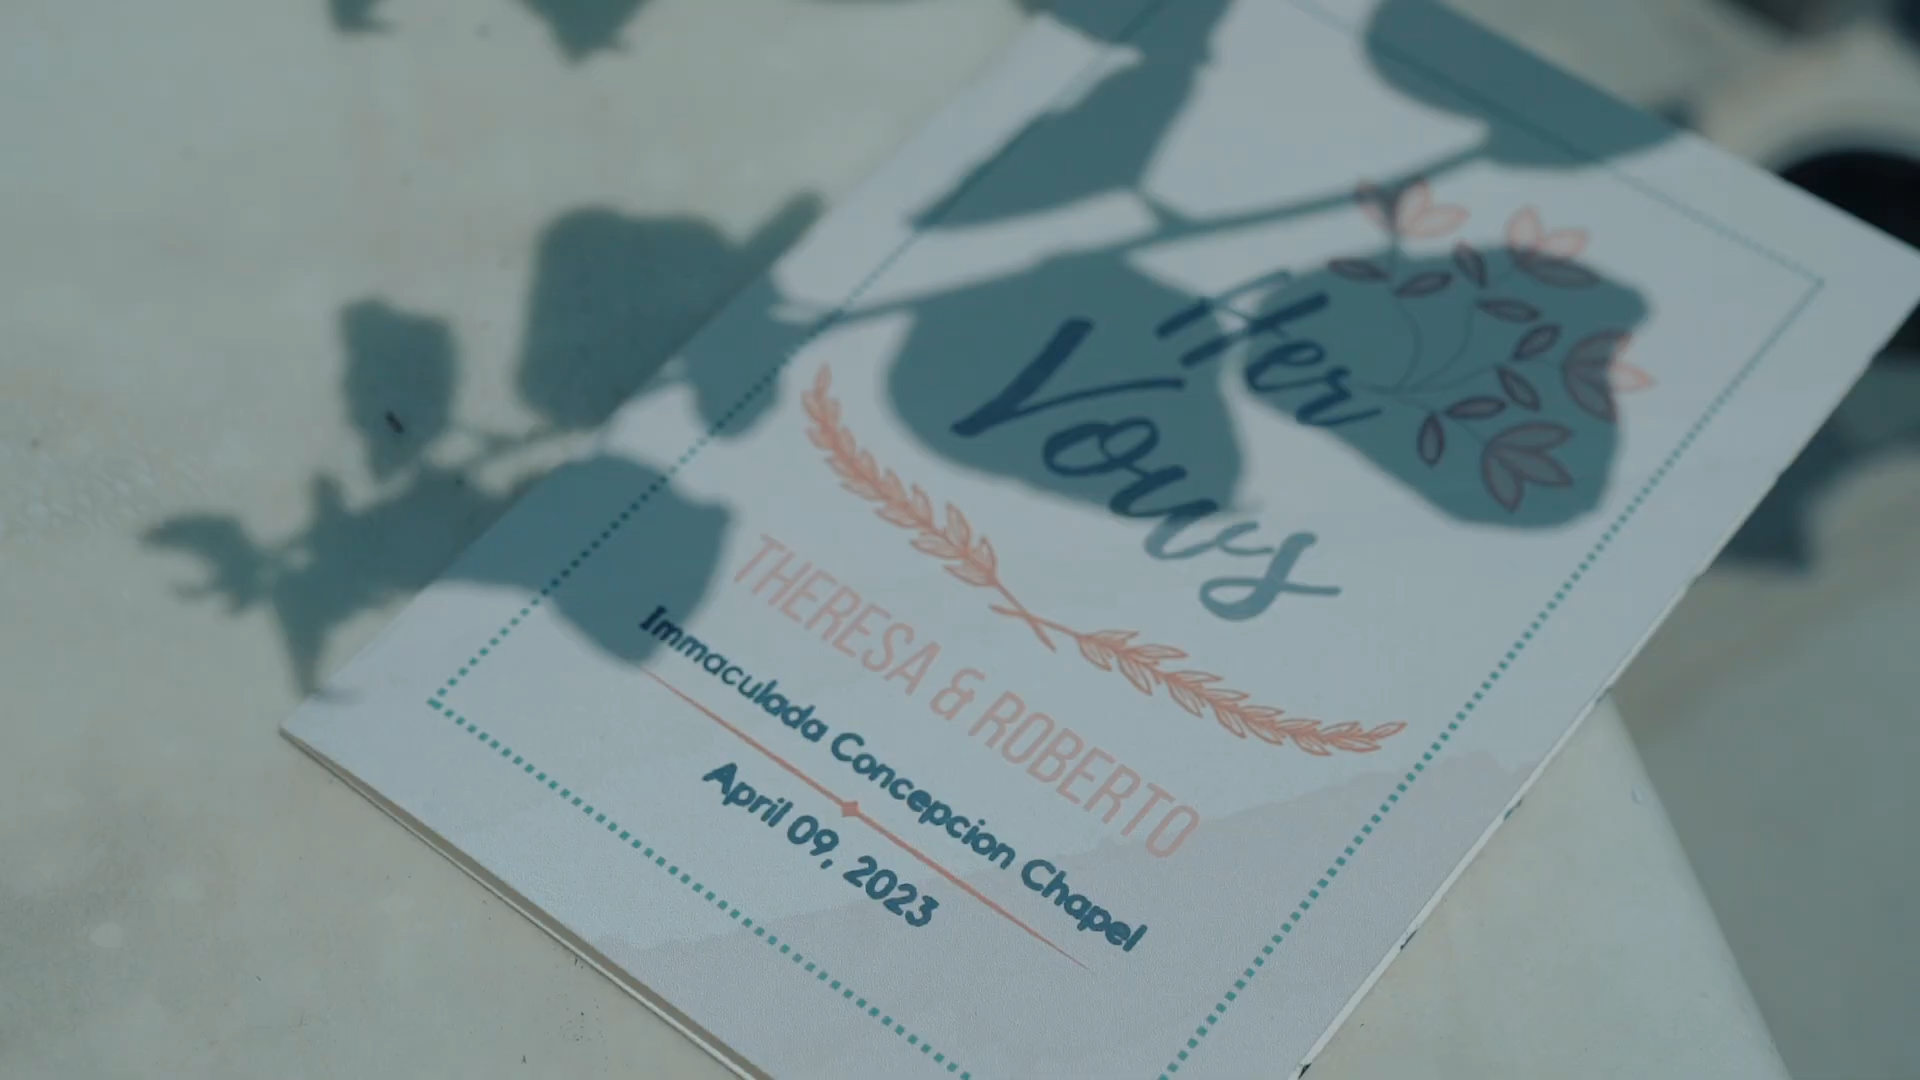 Her
Vows
THERESA & ROBERTO
Immaculada Concepcion Chapel
April 09, 2023